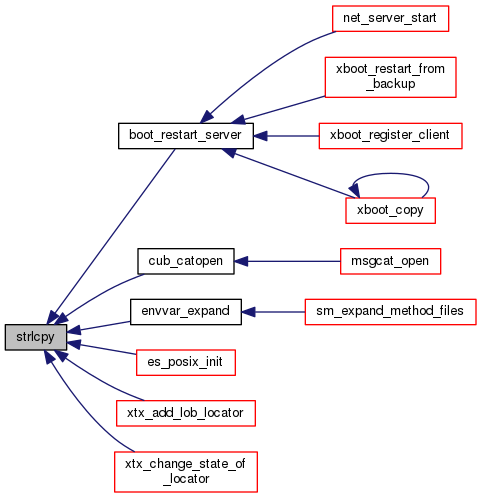 net_server_start
xboot_restart_from
_backup
boot_restart_server
xboot_register_client
xboot_copy
cub_catopen
msgcat_open
envvar_expand
sm_expand_method_files
strlcpy
es_posix_init
xtx_add_lob_locator
xtx_change_state_of
_locator